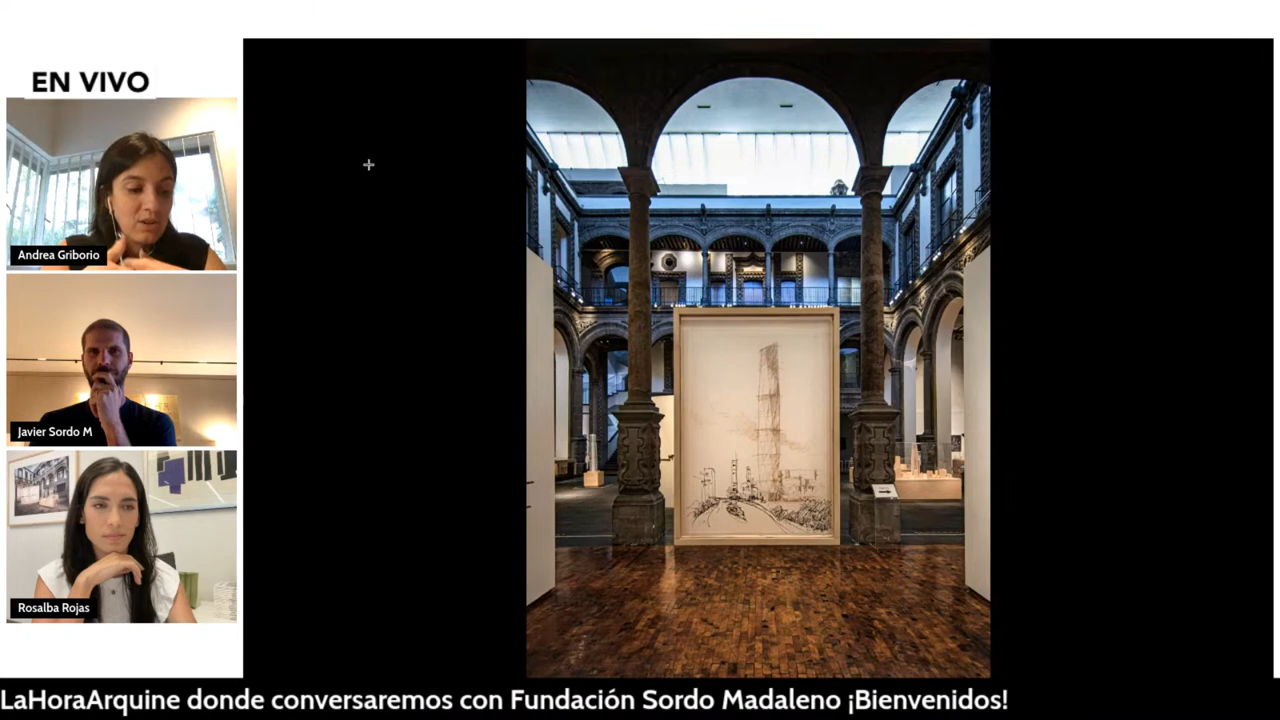 EN VIVO
Andrea Griborio
Javier Sordo M
Rosalba Rojas
LaHoraArquine donde conversaremos con Fundación Sordo Madaleno ¡Bienvenidos!